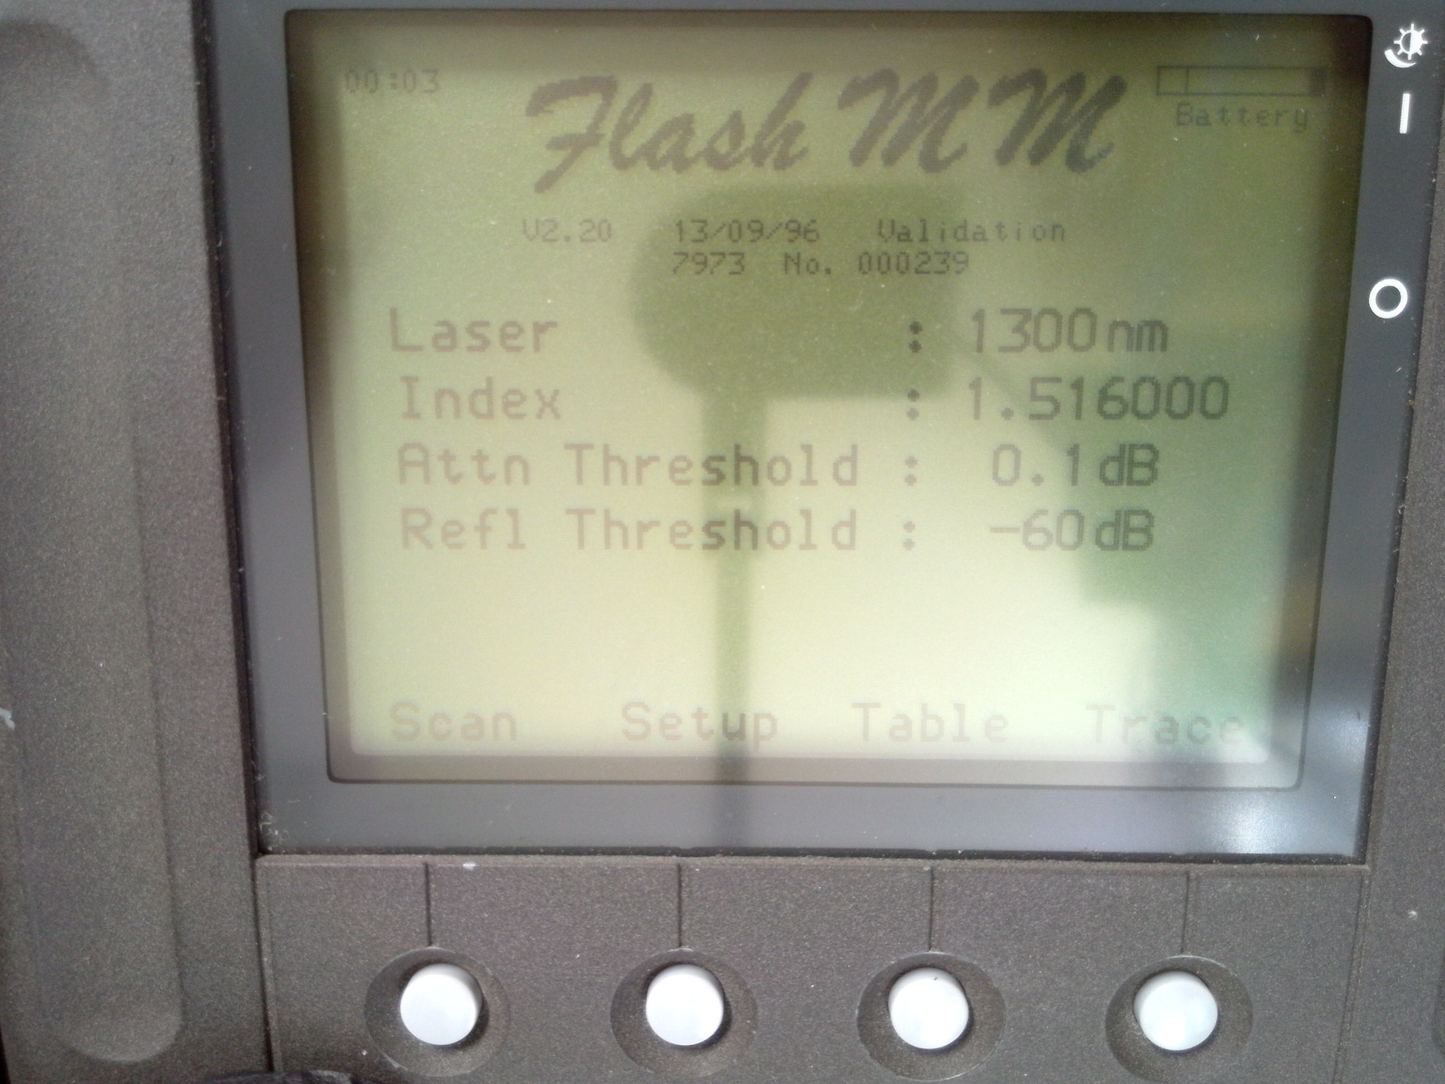 00:03 Flash MM
Battery
V2.20 13/09/96 Validation
7973 No. 000239
Laser : 1300nm
Index : 1.516000
Attn Threshold : 0.1dB
Refl Threshold : -60dB
Scan Setup Table Trace